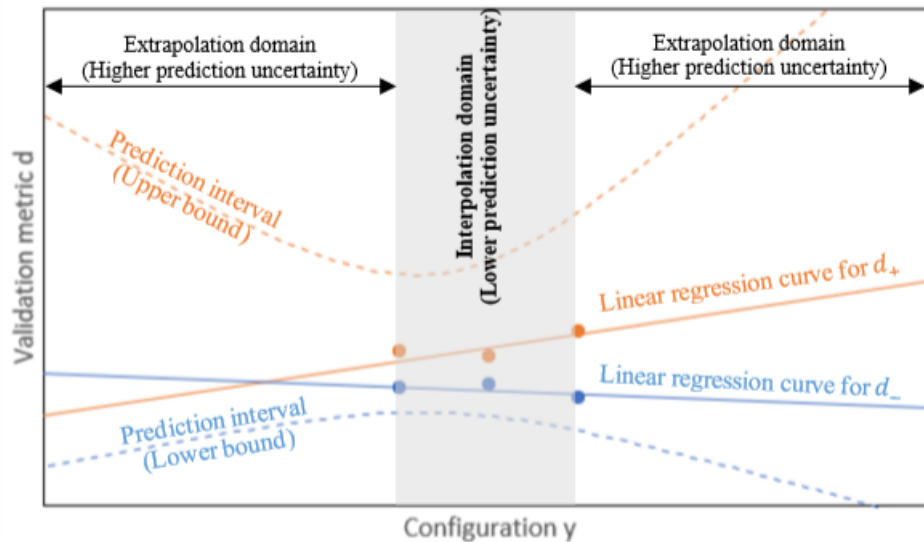 Extrapolation domain
(Higher prediction uncertainty)
Interpolation domain
(Lower prediction uncertainty)
Extrapolation domain
(Higher prediction uncertainty)
Prediction interval
(Upper bound)
Linear regression curve for d₊
Linear regression curve for d₋
Prediction interval
(Lower bound)
Validation metric d
Configuration y